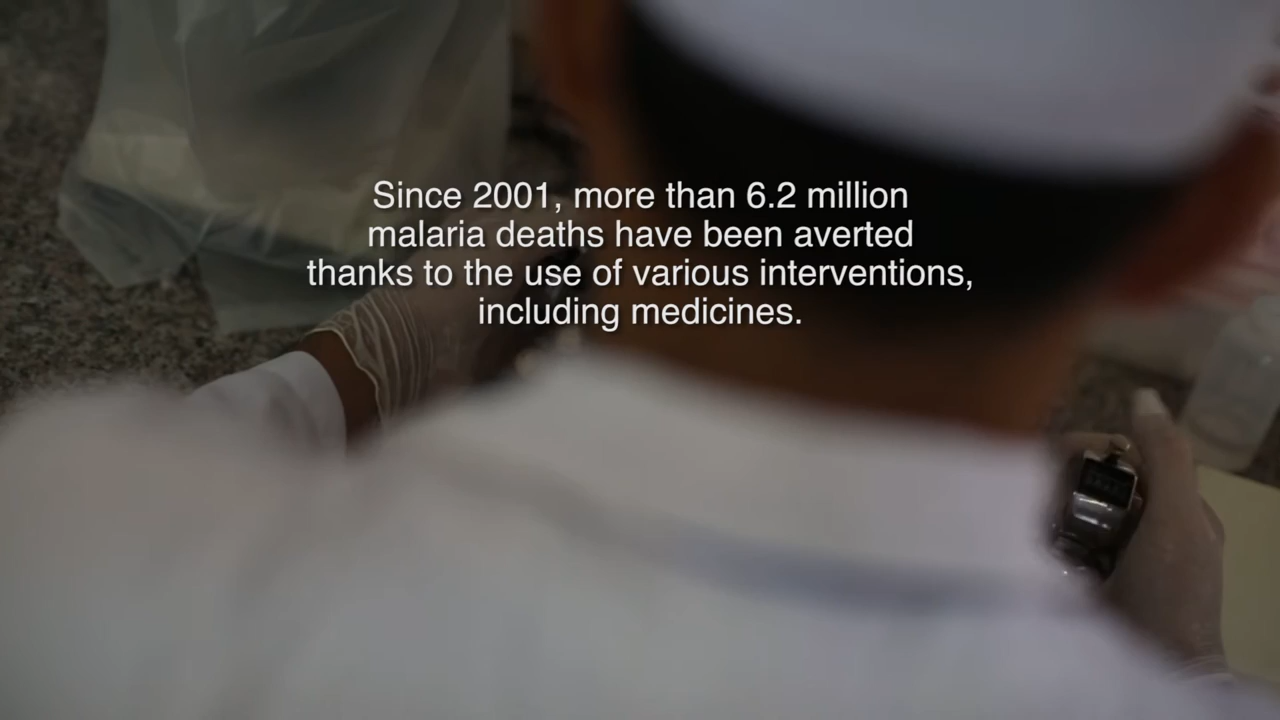 Since 2001, more than 6.2 million
malaria deaths have been averted
thanks to the use of various interventions,
including medicines.